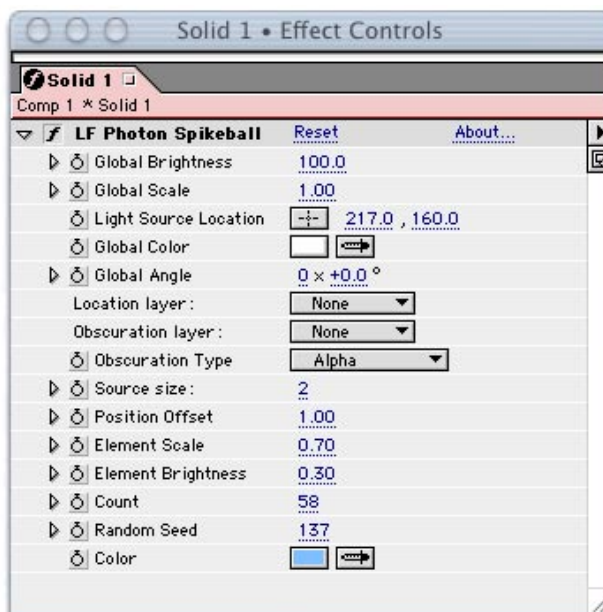 Solid 1 • Effect Controls
Solid 1
Comp 1 * Solid 1
LF Photon Spikeball Reset About...
Global Brightness 100.0
Global Scale 1.00
Light Source Location 217.0 , 160.0
Global Color
Global Angle 0 x +0.0 °
Location layer: None
Obscuration layer: None
Obscuration Type Alpha
Source size: 2
Position Offset 1.00
Element Scale 0.70
Element Brightness 0.30
Count 58
Random Seed 137
Color